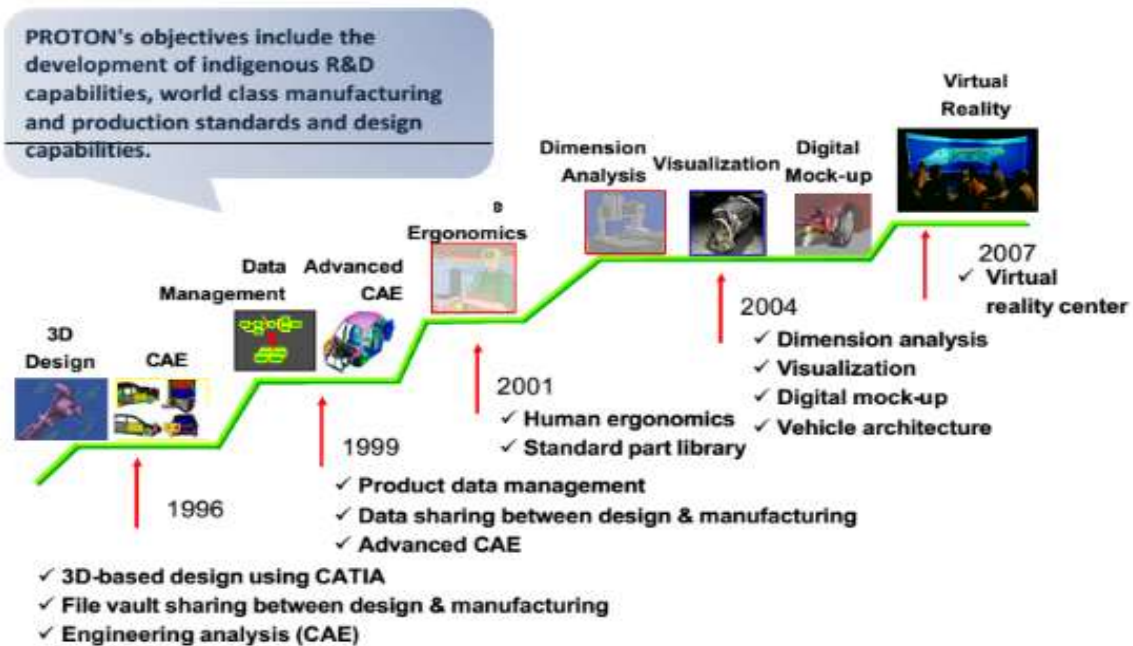 PROTON's objectives include the
development of indigenous R&D
capabilities, world class manufacturing
and production standards and design
capabilities.
Virtual
Reality
Dimension
Analysis
Visualization
Digital
Mock-up
Ergonomics
Data
Management
Advanced
CAE
3D
Design
CAE
2007
✓ Virtual
reality center
2004
✓ Dimension analysis
✓ Visualization
✓ Digital mock-up
✓ Vehicle architecture
2001
✓ Human ergonomics
✓ Standard part library
1999
✓ Product data management
✓ Data sharing between design & manufacturing
✓ Advanced CAE
1996
✓ 3D-based design using CATIA
✓ File vault sharing between design & manufacturing
✓ Engineering analysis (CAE)